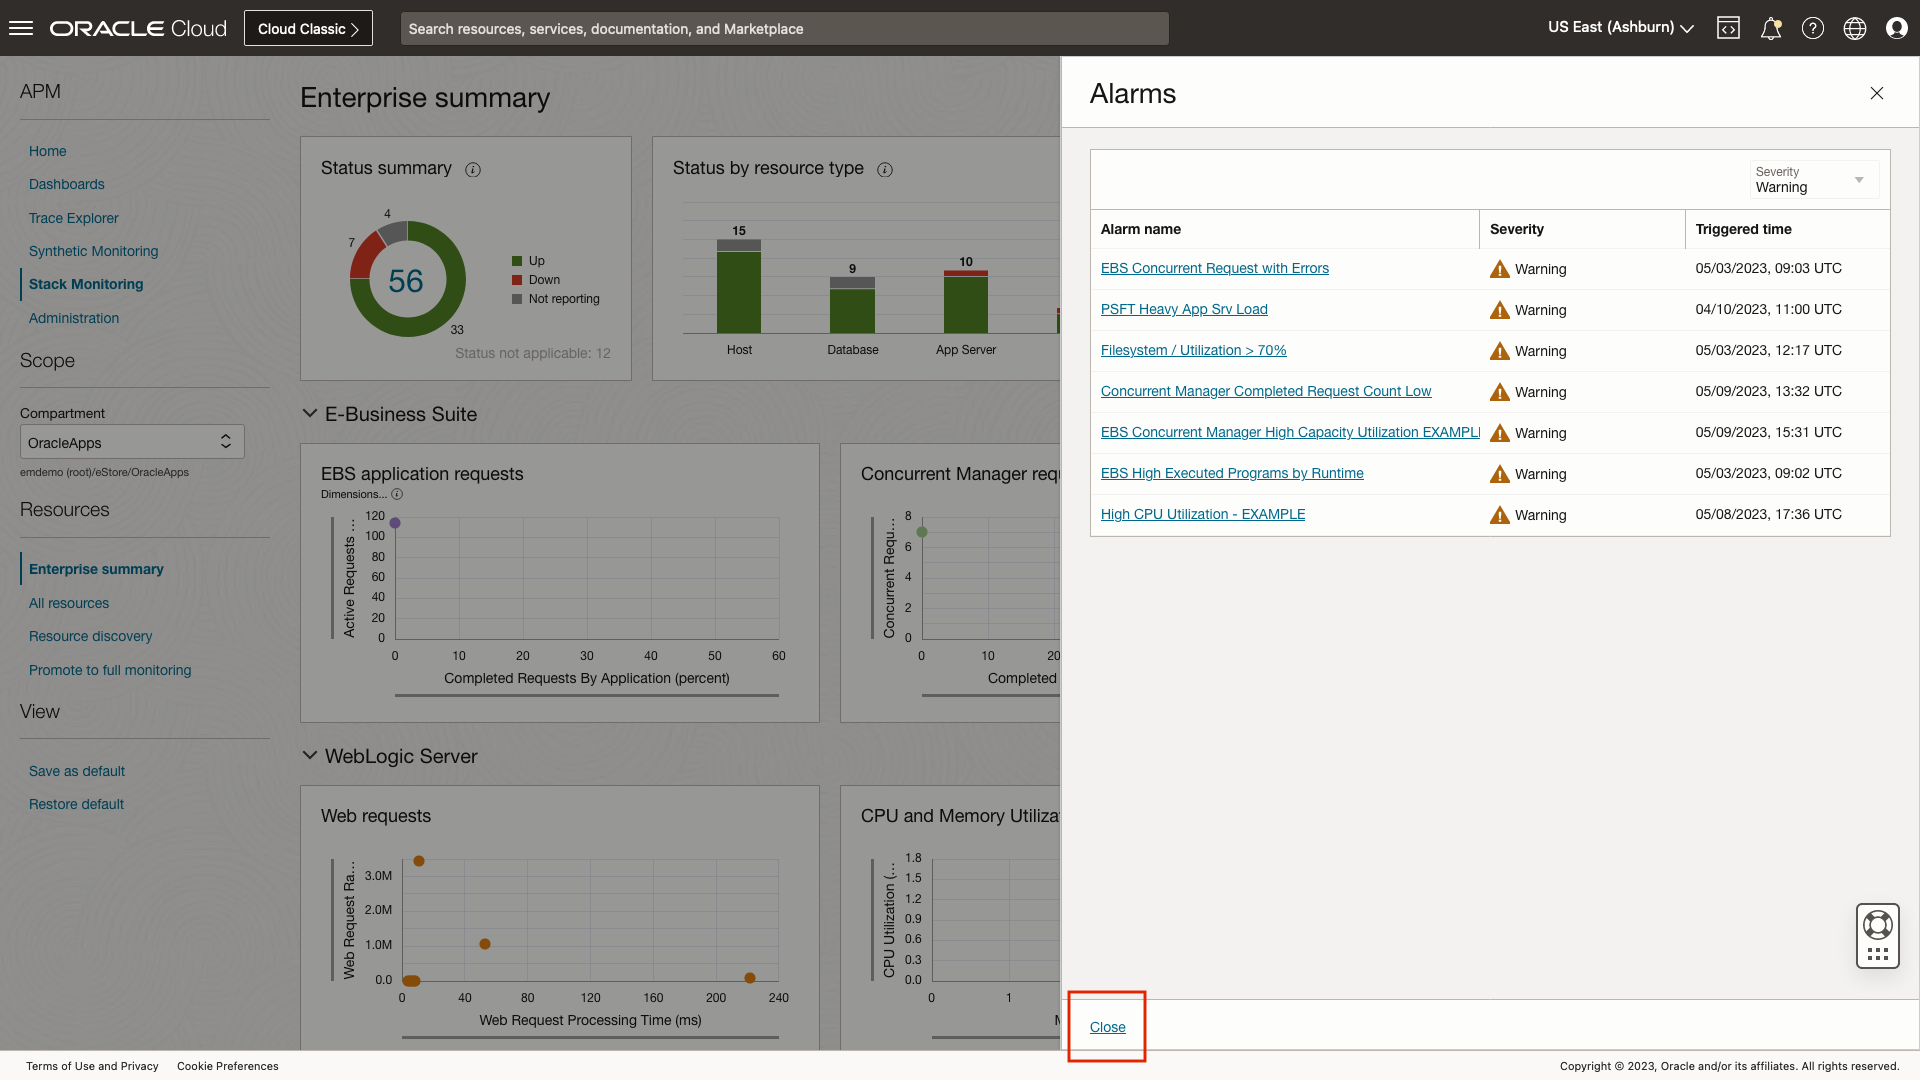 ORACLE Cloud
Cloud Classic
Search resources, services, documentation, and Marketplace
US East (Ashburn)
APM
Home
Dashboards
Trace Explorer
Synthetic Monitoring
Stack Monitoring
Administration
Scope
Compartment
OracleApps
emdemo (root)/eStore/OracleApps
Resources
Enterprise summary
All resources
Resource discovery
Promote to full monitoring
View
Save as default
Restore default
Enterprise summary
Status summary
4
7
56
33
Up
Down
Not reporting
Status not applicable: 12
Status by resource type
15
9
10
Host
Database
App Server
E-Business Suite
EBS application requests
Dimensions...
Active Requests ...
120
100
80
60
40
20
0
0 10 20 30 40 50 60
Completed Requests By Application (percent)
Concurrent Manager requ
Concurrent Requ...
8
6
4
2
0
0 10 20
Completed
WebLogic Server
Web requests
Web Request Ra...
3.0M
2.0M
1.0M
0.0
0 40 80 120 160 200 240
Web Request Processing Time (ms)
CPU and Memory Utiliza
CPU Utilization (...
1.8
1.5
1.2
0.9
0.6
0.3
0.0
0 1
Alarms
Severity
Warning
Alarm name Severity Triggered time
EBS Concurrent Request with Errors Warning 05/03/2023, 09:03 UTC
PSFT Heavy App Srv Load Warning 04/10/2023, 11:00 UTC
Filesystem / Utilization > 70% Warning 05/03/2023, 12:17 UTC
Concurrent Manager Completed Request Count Low Warning 05/09/2023, 13:32 UTC
EBS Concurrent Manager High Capacity Utilization EXAMPL Warning 05/09/2023, 15:31 UTC
EBS High Executed Programs by Runtime Warning 05/03/2023, 09:02 UTC
High CPU Utilization - EXAMPLE Warning 05/08/2023, 17:36 UTC
Close
Terms of Use and Privacy
Cookie Preferences
Copyright © 2023, Oracle and/or its affiliates. All rights reserved.